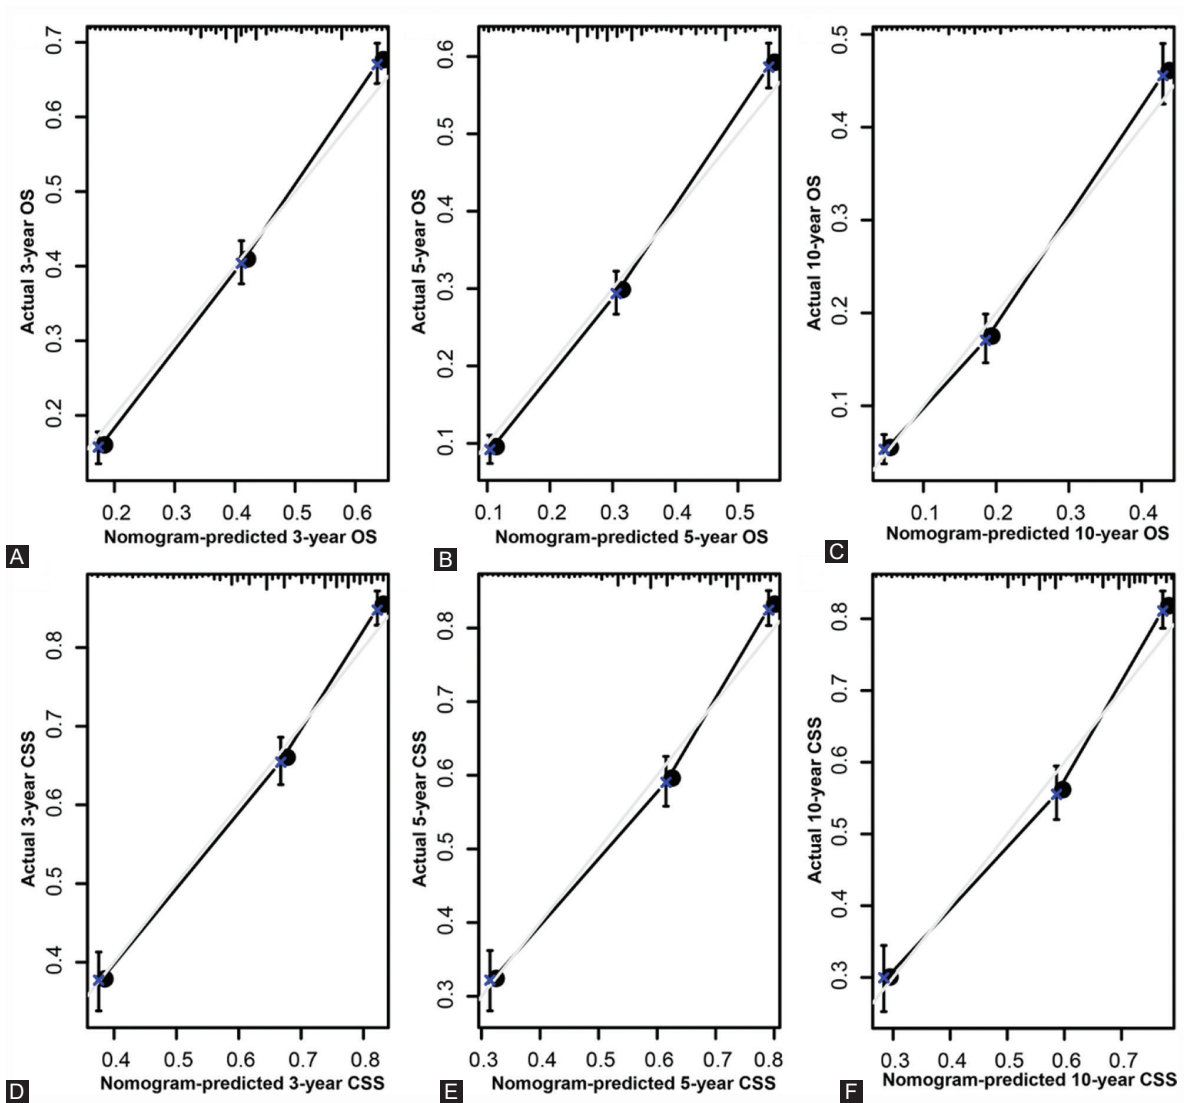 0.7
0.6
0.5
0.4
0.3
0.2
Actual 3-year OS
0.2 0.3 0.4 0.5 0.6
Nomogram-predicted 3-year OS
A
0.6
0.5
0.4
0.3
0.2
0.1
Actual 5-year OS
0.1 0.2 0.3 0.4 0.5
Nomogram-predicted 5-year OS
B
0.5
0.4
0.3
0.2
0.1
Actual 10-year OS
0.1 0.2 0.3 0.4
Nomogram-predicted 10-year OS
C
0.8
0.7
0.6
0.5
0.4
Actual 3-year CSS
0.4 0.5 0.6 0.7 0.8
Nomogram-predicted 3-year CSS
D
0.8
0.7
0.6
0.5
0.4
0.3
Actual 5-year CSS
0.3 0.4 0.5 0.6 0.7 0.8
Nomogram-predicted 5-year CSS
E
0.8
0.7
0.6
0.5
0.4
0.3
Actual 10-year CSS
0.3 0.4 0.5 0.6 0.7
Nomogram-predicted 10-year CSS
F